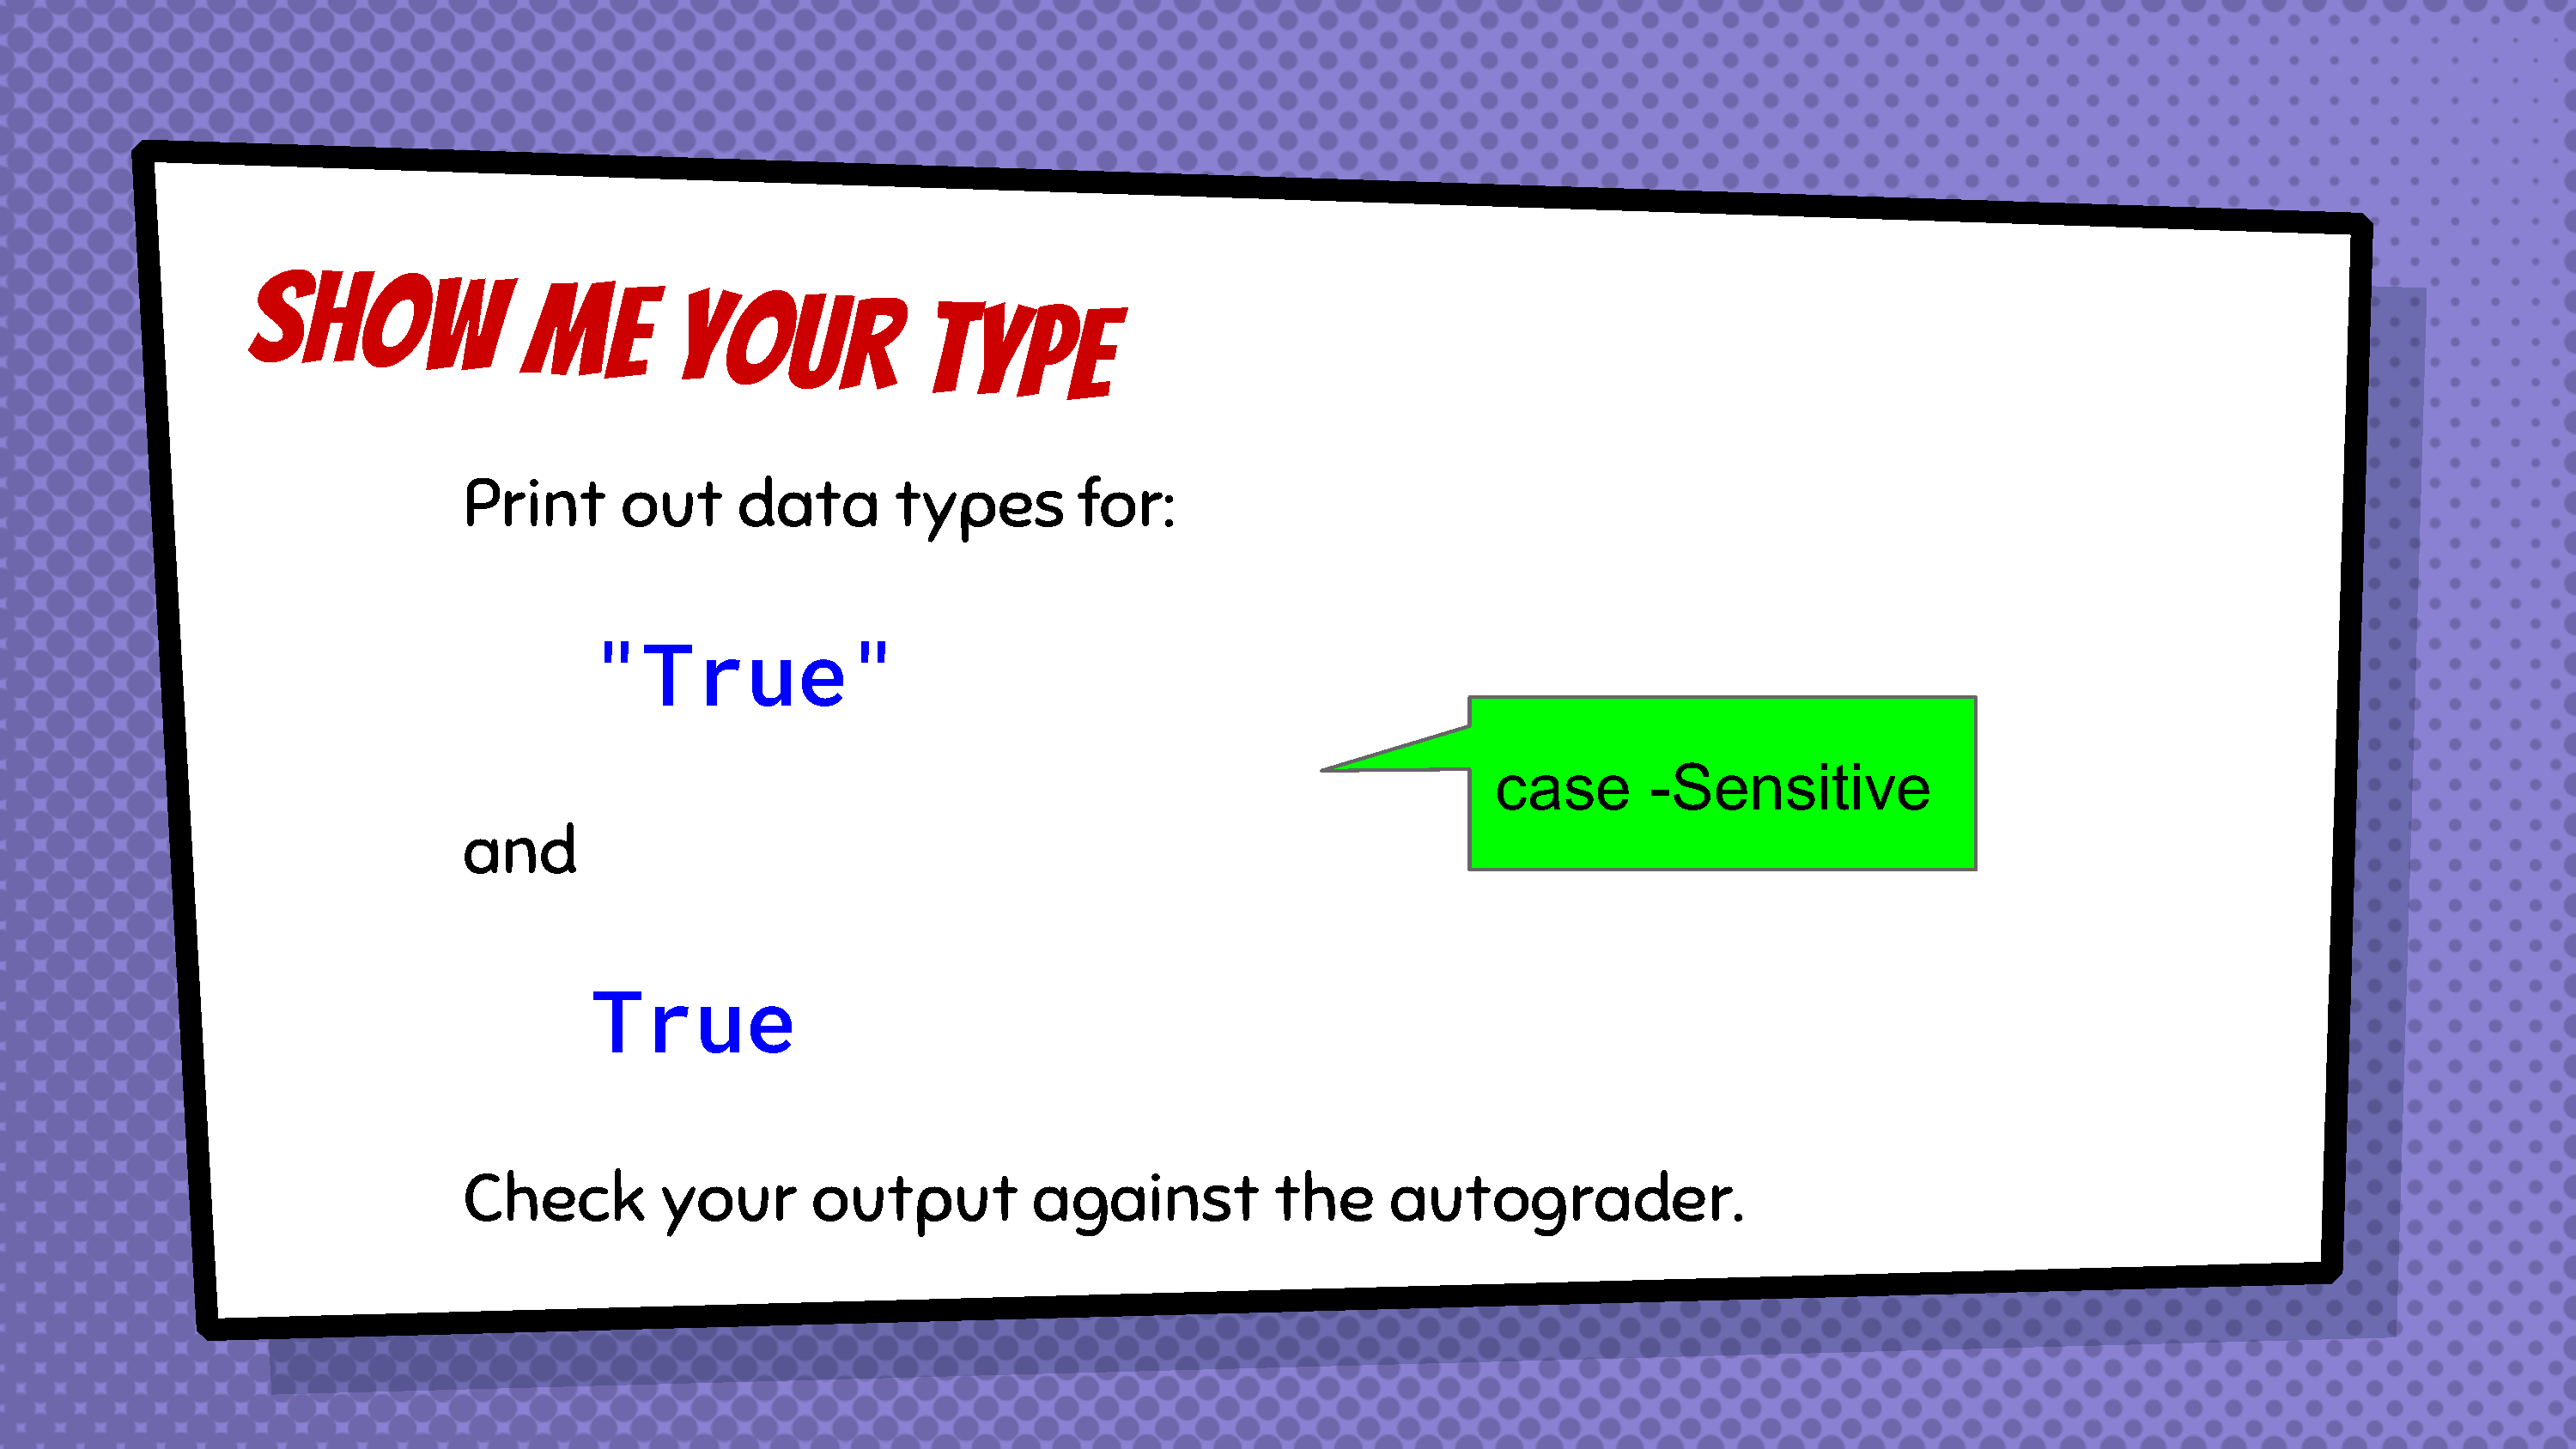 SHOW ME YOUR TYPE
Print out data types for:
"True"
case -Sensitive
and
True
Check your output against the autograder.